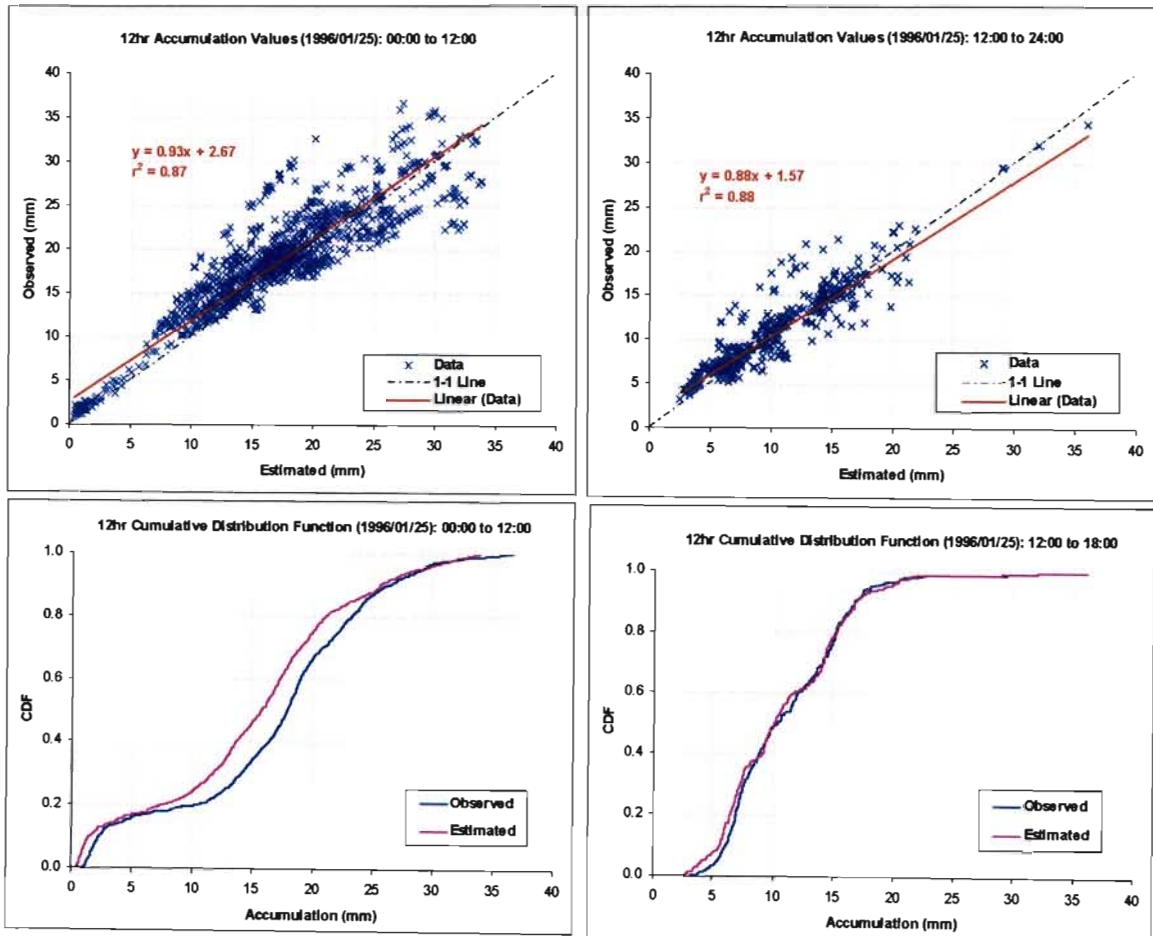 12hr Accumulation Values (1996/01/25): 00:00 to 12:00
40
35
30
25
20
15
10
5
0
Observed (mm)
y = 0.93x + 2.67
r² = 0.87
Data
1-1 Line
Linear (Data)
0 5 10 15 20 25 30 35 40
Estimated (mm)
12hr Accumulation Values (1996/01/25): 12:00 to 24:00
40
35
30
25
20
15
10
5
0
Observed (mm)
y = 0.88x + 1.57
r² = 0.88
Data
1-1 Line
Linear (Data)
0 5 10 15 20 25 30 35 40
Estimated (mm)
12hr Cumulative Distribution Function (1996/01/25): 00:00 to 12:00
1.0
0.8
0.6
0.4
0.2
0.0
CDF
Observed
Estimated
0 5 10 15 20 25 30 35 40
Accumulation (mm)
12hr Cumulative Distribution Function (1996/01/25): 12:00 to 18:00
1.0
0.8
0.6
0.4
0.2
0.0
CDF
Observed
Estimated
0 5 10 15 20 25 30 35 40
Accumulation (mm)